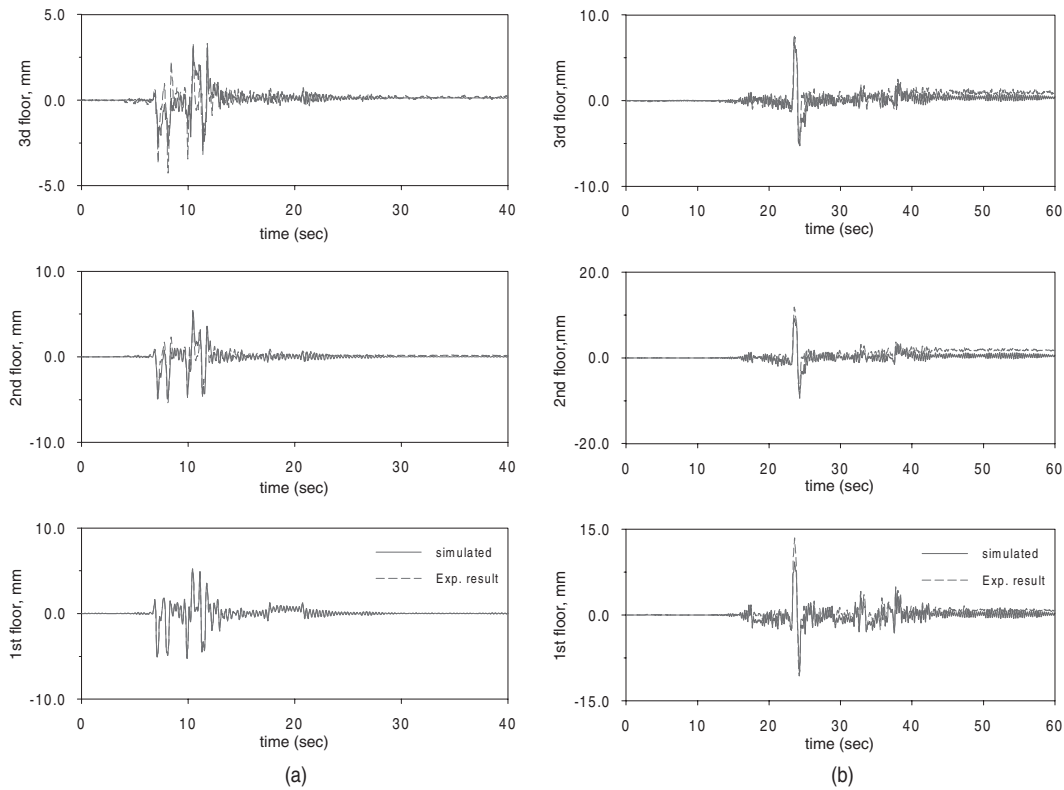 5.0
0.0
-5.0
3d floor, mm
0 10 20 30 40
time (sec)
10.0
0.0
-10.0
2nd floor, mm
0 10 20 30 40
time (sec)
10.0
0.0
-10.0
1st floor, mm
simulated
Exp. result
0 10 20 30 40
time (sec)
(a)
10.0
0.0
-10.0
3rd floor,mm
0 10 20 30 40 50 60
time (sec)
20.0
0.0
-20.0
2nd floor,mm
0 10 20 30 40 50 60
time (sec)
15.0
0.0
-15.0
1st floor, mm
simulated
Exp. result
0 10 20 30 40 50 60
time (sec)
(b)